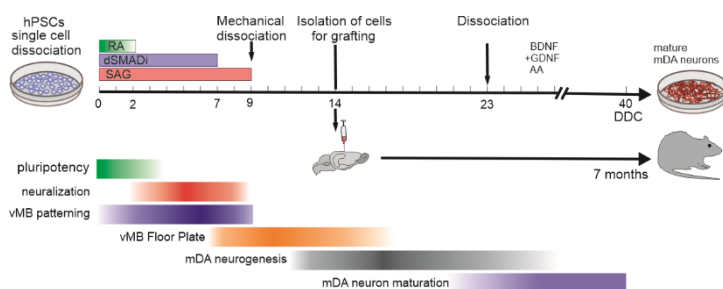 hPSCs
single cell
dissociation
Mechanical
dissociation
Isolation of cells
for grafting
Dissociation
RA
dSMADi
SAG
BDNF
+GDNF
AA
mature
mDA neurons
0 2 7 9 14 23 40
DDC
7 months
pluripotency
neuralization
vMB patterning
vMB Floor Plate
mDA neurogenesis
mDA neuron maturation